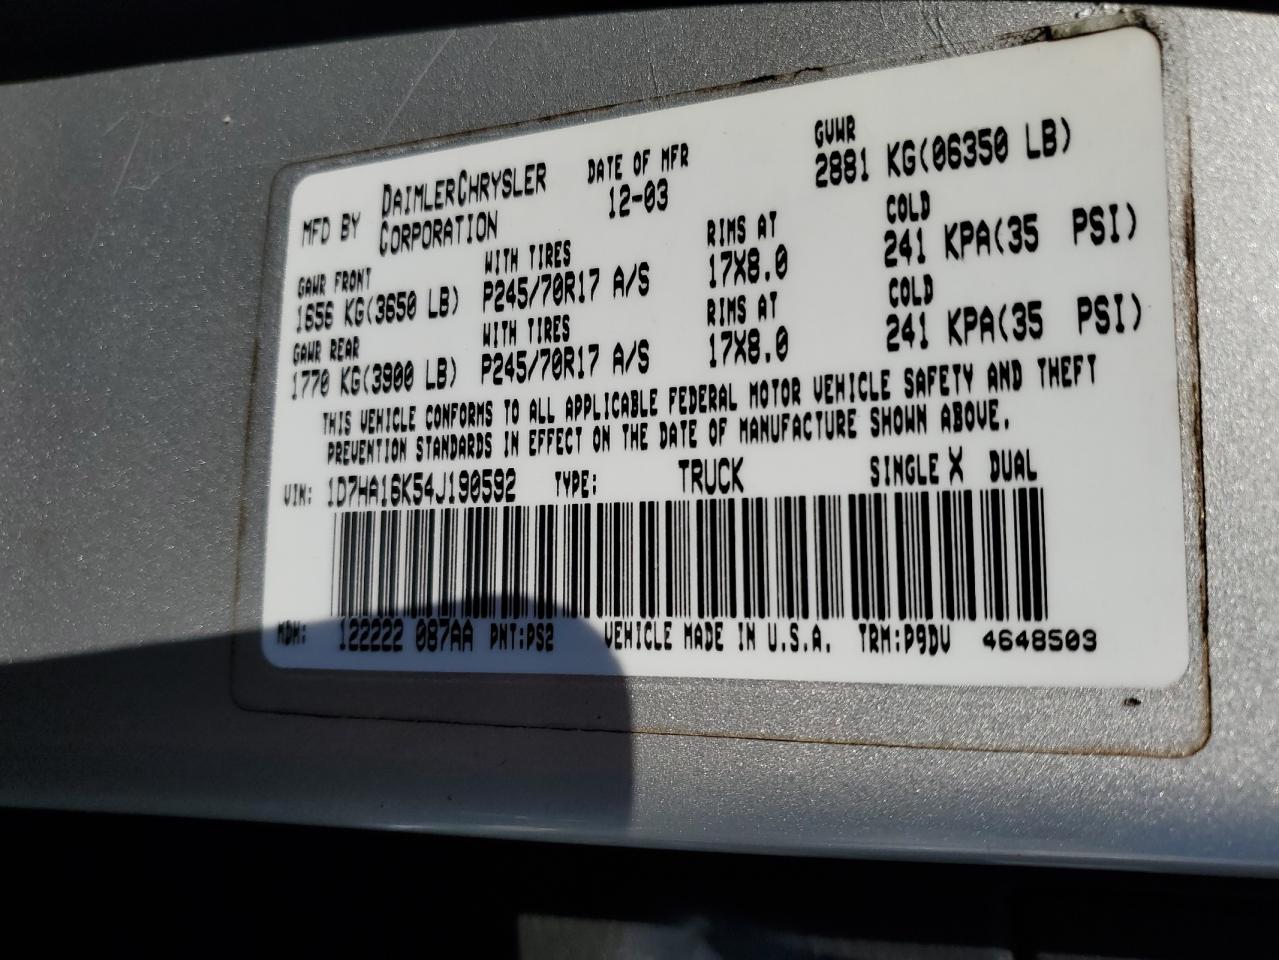 MFD BY DAIMLERCHRYSLER CORPORATION DATE OF MFR 12-03 GVWR 2881 KG(06350 LB)
GAWR FRONT WITH TIRES RIMS AT COLD
1656 KG(3650 LB) P245/70R17 A/S 17X8.0 241 KPA(35 PSI)
GAWR REAR WITH TIRES RIMS AT COLD
1770 KG(3900 LB) P245/70R17 A/S 17X8.0 241 KPA(35 PSI)
THIS VEHICLE CONFORMS TO ALL APPLICABLE FEDERAL MOTOR VEHICLE SAFETY AND THEFT
PREVENTION STANDARDS IN EFFECT ON THE DATE OF MANUFACTURE SHOWN ABOVE.
VIN: 1D7HA16K54J190592 TYPE: TRUCK SINGLE X DUAL
MDH: 122222 087AA PNT:PS2 VEHICLE MADE IN U.S.A. TRM:P9DV 4648503